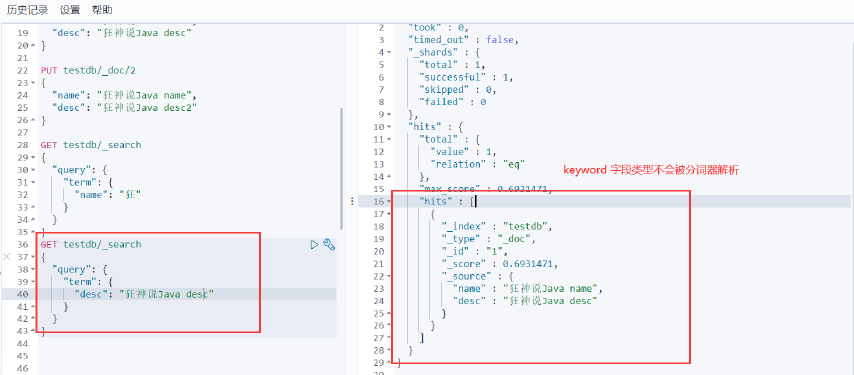 历史记录 设置 帮助
19 "desc": "狂神说Java desc"
20 }
21
22 PUT testdb/_doc/2
23 {
24 "name": "狂神说Java name",
25 "desc": "狂神说Java desc2"
26 }
27
28 GET testdb/_search
29 {
30 "query": {
31 "term": {
32 "name": "狂"
33 }
34 }
35 }
36 GET testdb/_search
37 {
38 "query": {
39 "term": {
40 "desc": "狂神说Java desc"
41 }
42 }
43 }
44
45
46
2 "took" : 0,
3 "timed_out" : false,
4 "_shards" : {
5 "total" : 1,
6 "successful" : 1,
7 "skipped" : 0,
8 "failed" : 0
9 },
10 "hits" : {
11 "total" : {
12 "value" : 1,
13 "relation" : "eq"
14 },
keyword 字段类型不会被分词器解析
15 "max_score" : 0.6931471,
16 "hits" : [
17 {
18 "_index" : "testdb",
19 "_type" : "_doc",
20 "_id" : "1",
21 "_score" : 0.6931471,
22 "_source" : {
23 "name" : "狂神说Java name",
24 "desc" : "狂神说Java desc"
25 }
26 }
27 ]
28 }
29 }